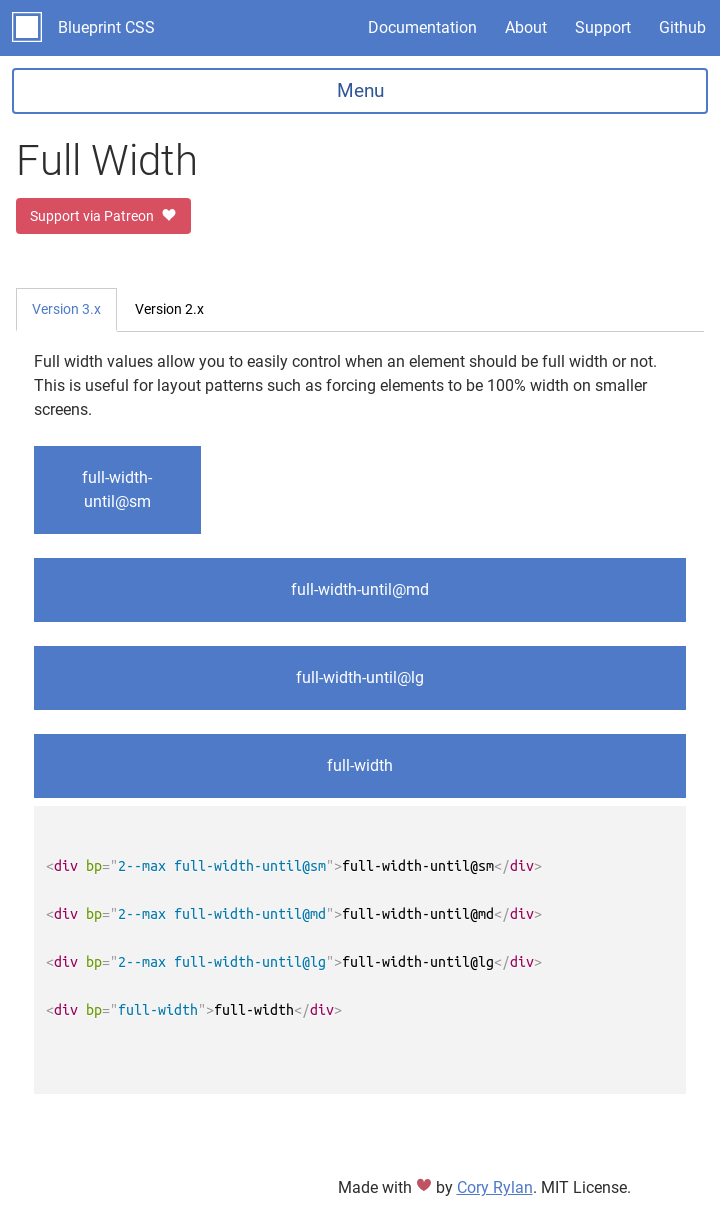 Blueprint CSS Documentation About Support Github
Menu
Full Width
Support via Patreon
Version 3.x Version 2.x
Full width values allow you to easily control when an element should be full width or not.
This is useful for layout patterns such as forcing elements to be 100% width on smaller
screens.
full-width-
until@sm
full-width-until@md
full-width-until@lg
full-width
<div bp="2--max full-width-until@sm">full-width-until@sm</div>
<div bp="2--max full-width-until@md">full-width-until@md</div>
<div bp="2--max full-width-until@lg">full-width-until@lg</div>
<div bp="full-width">full-width</div>
Made with ❤ by Cory Rylan. MIT License.